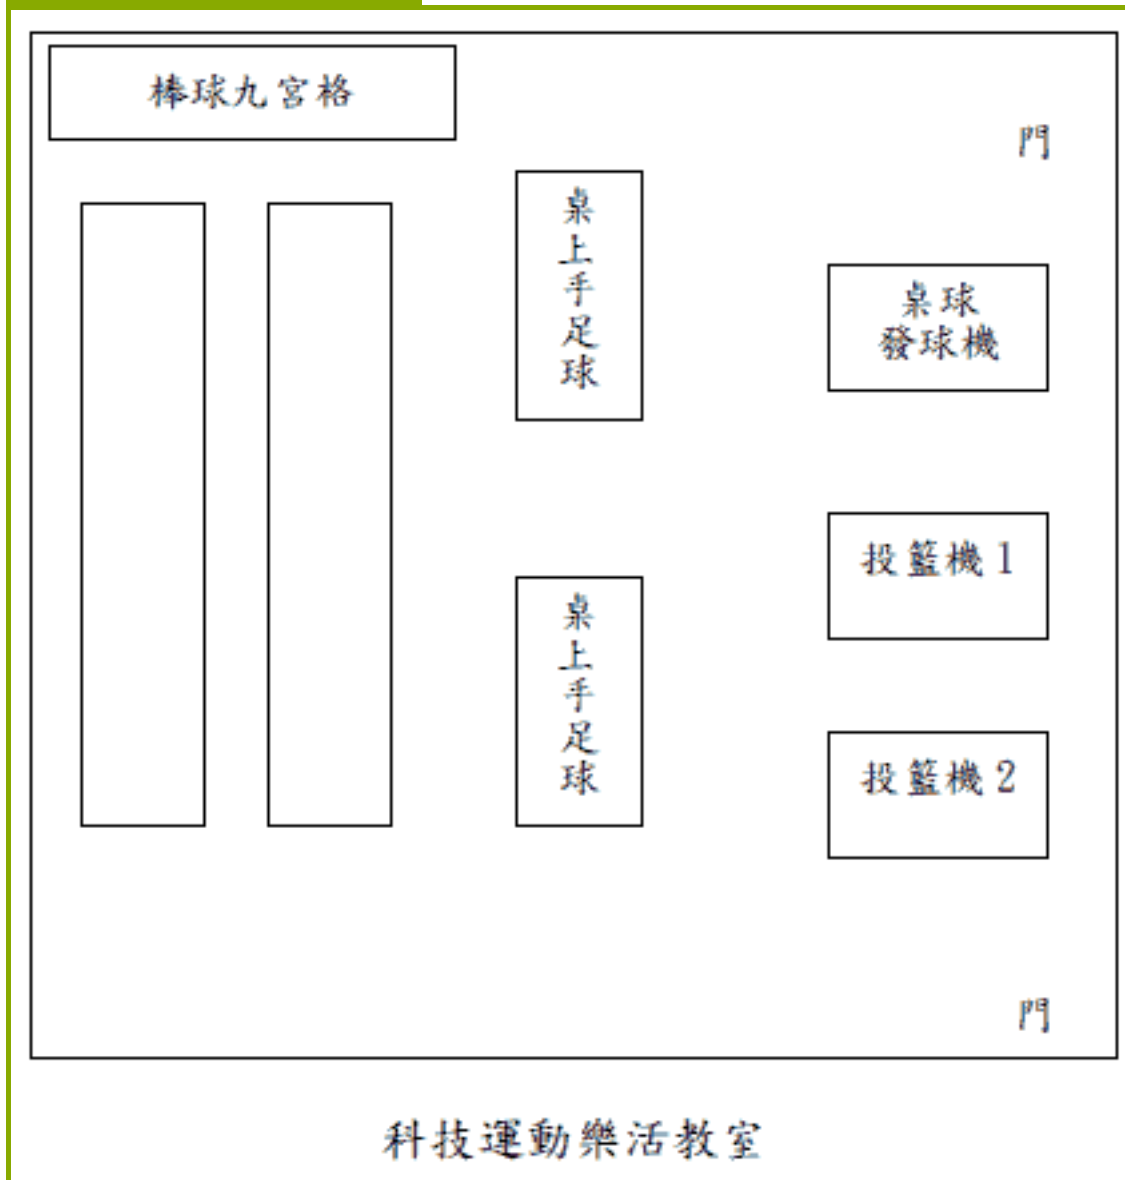 棒球九宮格
門
桌上手足球
桌球
發球機
投籃機 1
桌上手足球
投籃機 2
門
科技運動樂活教室